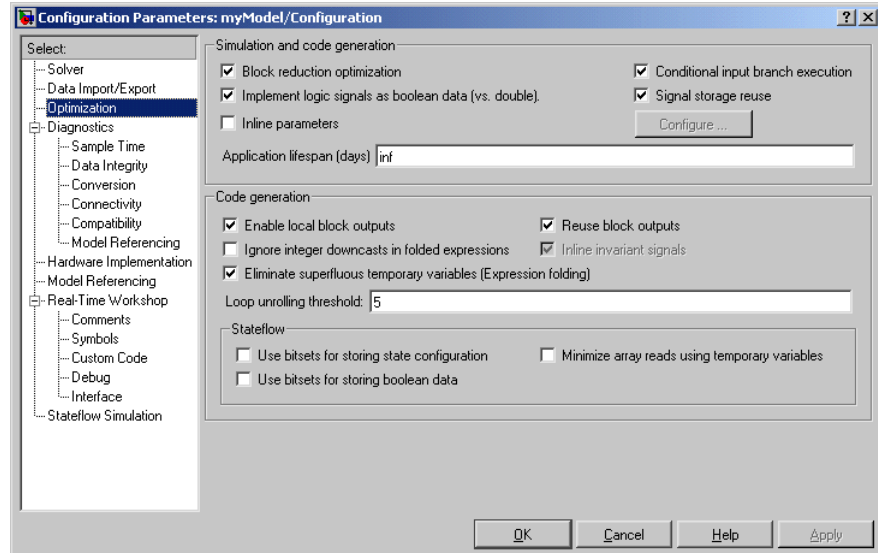 Configuration Parameters: myModel/Configuration
Select:
Solver
Data Import/Export
Optimization
Diagnostics
Sample Time
Data Integrity
Conversion
Connectivity
Compatibility
Model Referencing
Hardware Implementation
Model Referencing
Real-Time Workshop
Comments
Symbols
Custom Code
Debug
Interface
Stateflow Simulation
Simulation and code generation
Block reduction optimization
Conditional input branch execution
Implement logic signals as boolean data (vs. double).
Signal storage reuse
Inline parameters
Configure ...
Application lifespan (days) inf
Code generation
Enable local block outputs
Reuse block outputs
Ignore integer downcasts in folded expressions
Inline invariant signals
Eliminate superfluous temporary variables (Expression folding)
Loop unrolling threshold: 5
Stateflow
Use bitsets for storing state configuration
Minimize array reads using temporary variables
Use bitsets for storing boolean data
OK Cancel Help Apply